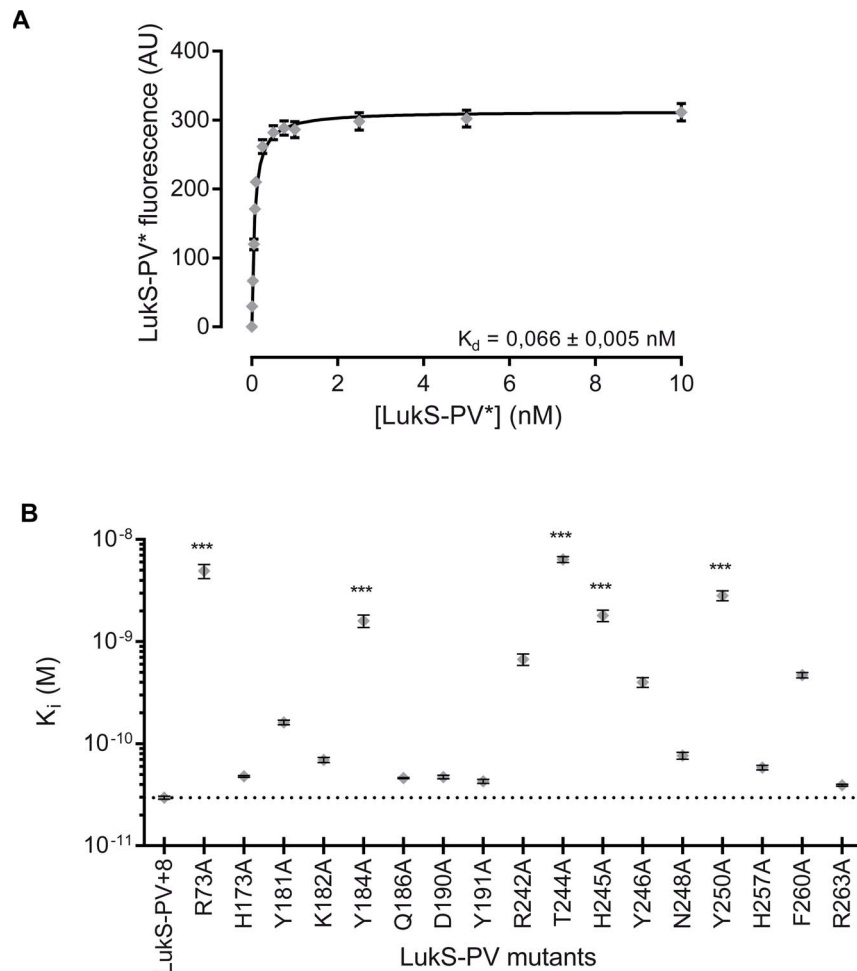 A
LukS-PV* fluorescence (AU)
400
300
200
100
0
K_d = 0,066 ± 0,005 nM
0 2 4 6 8 10
[LukS-PV*] (nM)
B
K_i (M)
10^-8
10^-9
10^-10
10^-11
*** *** *** *** ***
LukS-PV+8
R73A
H173A
Y181A
K182A
Y184A
Q186A
D190A
Y191A
R242A
T244A
H245A
Y246A
N248A
Y250A
H257A
F260A
R263A
LukS-PV mutants